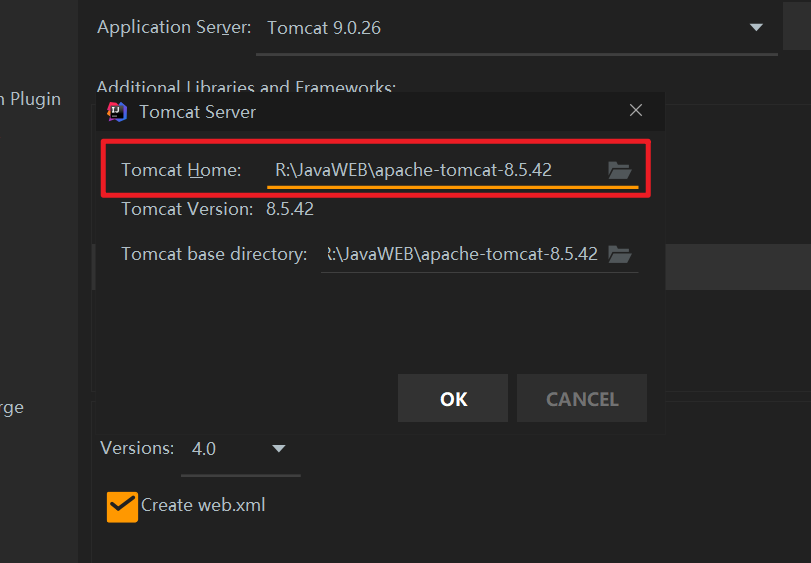 Application Server: Tomcat 9.0.26
Additional Libraries and Frameworks:
n Plugin
Tomcat Server
Tomcat Home: R:\JavaWEB\apache-tomcat-8.5.42
Tomcat Version: 8.5.42
Tomcat base directory: R:\JavaWEB\apache-tomcat-8.5.42
OK CANCEL
rge
Versions: 4.0
Create web.xml